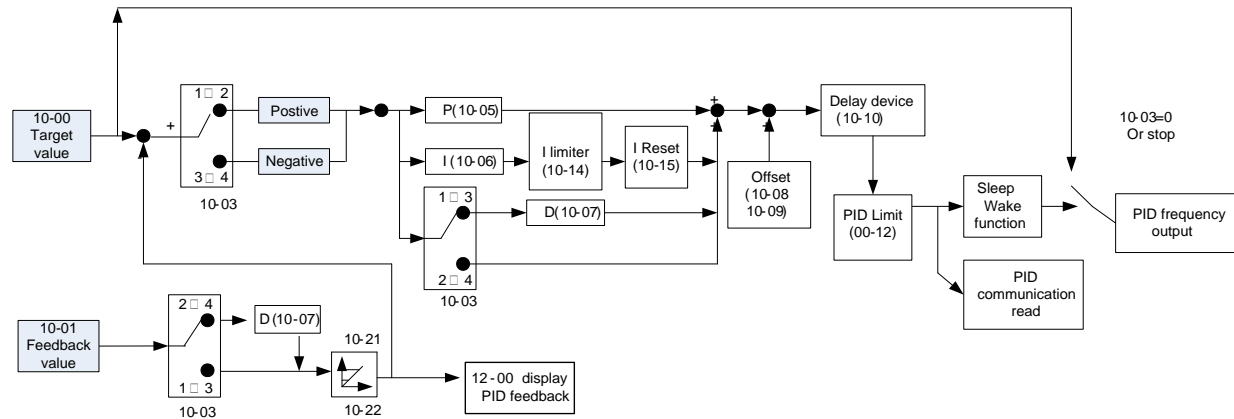 10-00
Target
value
+
1□ 2
3□ 4
10-03
Postive
Negative
P(10-05)
I (10-06)
I limiter
(10-14)
I Reset
(10-15)
1□ 3
2□ 4
10-03
D(10-07)
+
+
+
Offset
(10-08
10-09)
Delay device
(10-10)
PID Limit
(00-12)
Sleep
Wake
function
PID
communication
read
10-03=0
Or stop
PID frequency
output
10-01
Feedback
value
2□ 4
1□ 3
10-03
D(10-07)
10-21
10-22
12-00 display
PID feedback